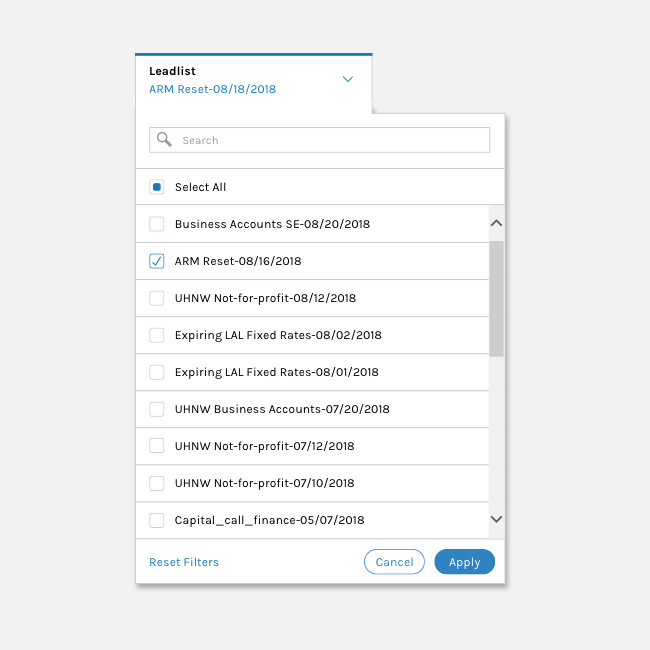 Leadlist
ARM Reset-08/18/2018
Search
Select All
Business Accounts SE-08/20/2018
ARM Reset-08/16/2018
UHNW Not-for-profit-08/12/2018
Expiring LAL Fixed Rates-08/02/2018
Expiring LAL Fixed Rates-08/01/2018
UHNW Business Accounts-07/20/2018
UHNW Not-for-profit-07/12/2018
UHNW Not-for-profit-07/10/2018
Capital_call_finance-05/07/2018
Reset Filters Cancel Apply